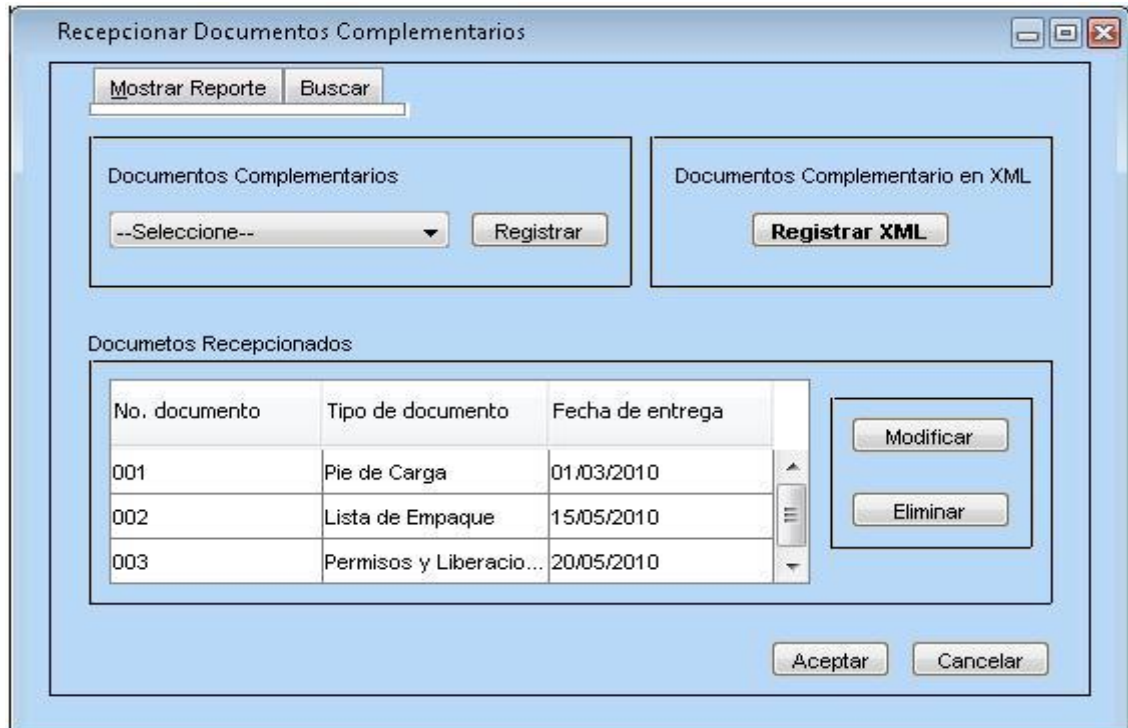 Recepcionar Documentos Complementarios
Mostrar Reporte Buscar
Documentos Complementarios
--Seleccione-- Registrar
Documentos Complementario en XML
Registrar XML
Documetos Recepcionados
No. documento Tipo de documento Fecha de entrega
001 Pie de Carga 01/03/2010
002 Lista de Empaque 15/05/2010
003 Permisos y Liberacio... 20/05/2010
Modificar
Eliminar
Aceptar Cancelar